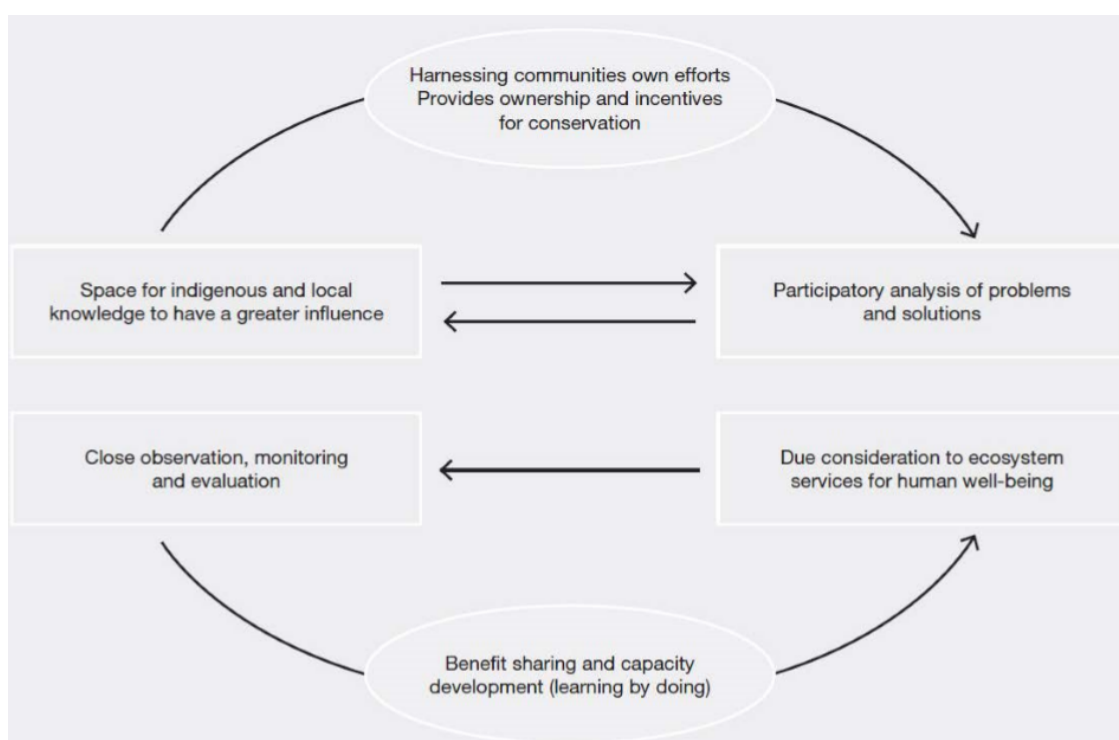 Harnessing communities own efforts
Provides ownership and incentives
for conservation
Space for indigenous and local
knowledge to have a greater influence
Participatory analysis of problems
and solutions
Close observation, monitoring
and evaluation
Due consideration to ecosystem
services for human well-being
Benefit sharing and capacity
development (learning by doing)